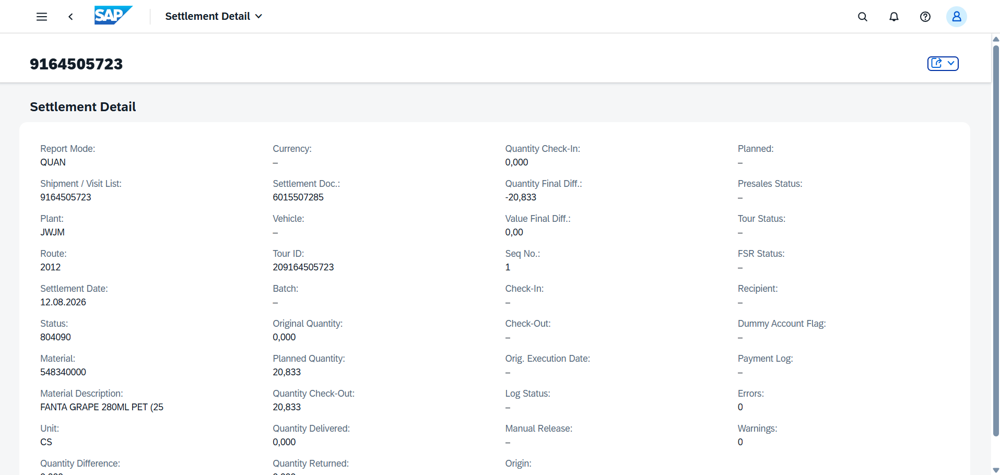 SAP
Settlement Detail
9164505723
Settlement Detail
Report Mode:
QUAN
Shipment / Visit List:
9164505723
Plant:
JWJM
Route:
2012
Settlement Date:
12.08.2026
Status:
804090
Material:
548340000
Material Description:
FANTA GRAPE 280ML PET (25
Unit:
CS
Quantity Difference:
Currency:
–
Settlement Doc.:
6015507285
Vehicle:
–
Tour ID:
209164505723
Batch:
–
Original Quantity:
0,000
Planned Quantity:
20,833
Quantity Check-Out:
20,833
Quantity Delivered:
0,000
Quantity Returned:
Quantity Check-In:
0,000
Quantity Final Diff.:
-20,833
Value Final Diff.:
0,00
Seq No.:
1
Check-In:
–
Check-Out:
–
Orig. Execution Date:
–
Log Status:
–
Manual Release:
–
Origin:
Planned:
–
Presales Status:
–
Tour Status:
–
FSR Status:
–
Recipient:
–
Dummy Account Flag:
–
Payment Log:
–
Errors:
0
Warnings:
0